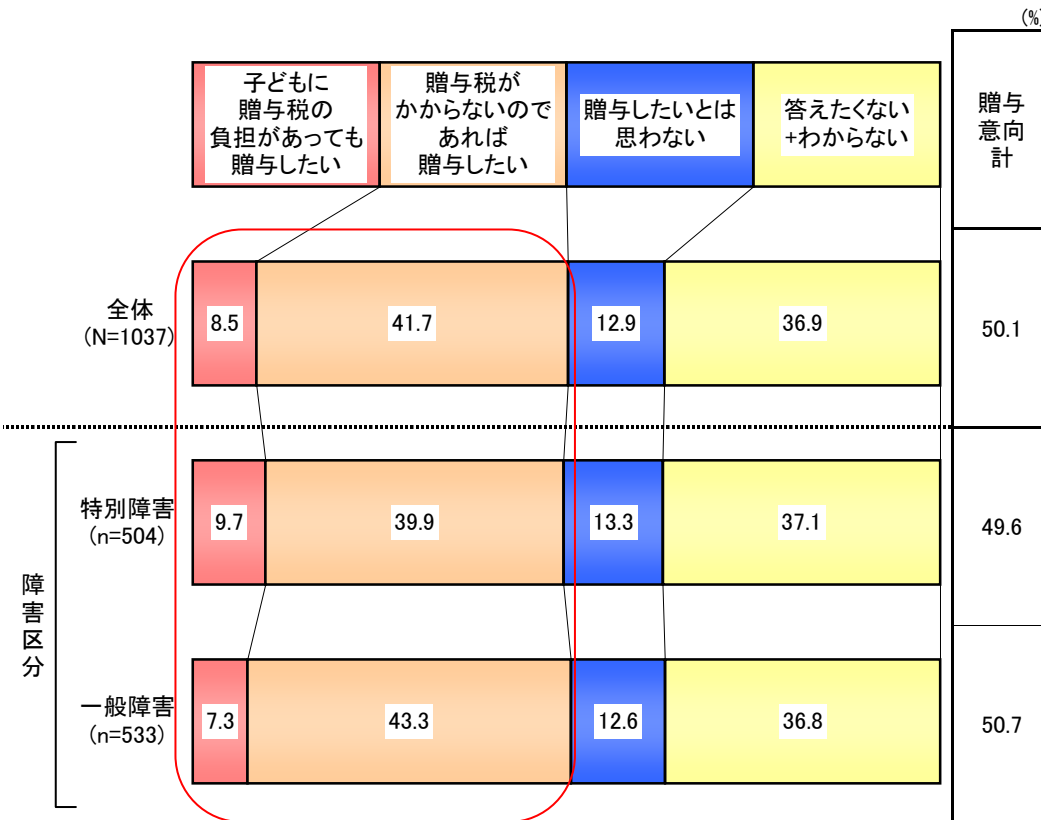 (%)
子どもに
贈与税の
負担があっても
贈与したい
贈与税が
かからないので
あれば
贈与したい
贈与したいとは
思わない
答えたくない
+わからない
贈与
意向
計
全体
(N=1037)
8.5
41.7
12.9
36.9
50.1
障害区分
特別障害
(n=504)
9.7
39.9
13.3
37.1
49.6
一般障害
(n=533)
7.3
43.3
12.6
36.8
50.7